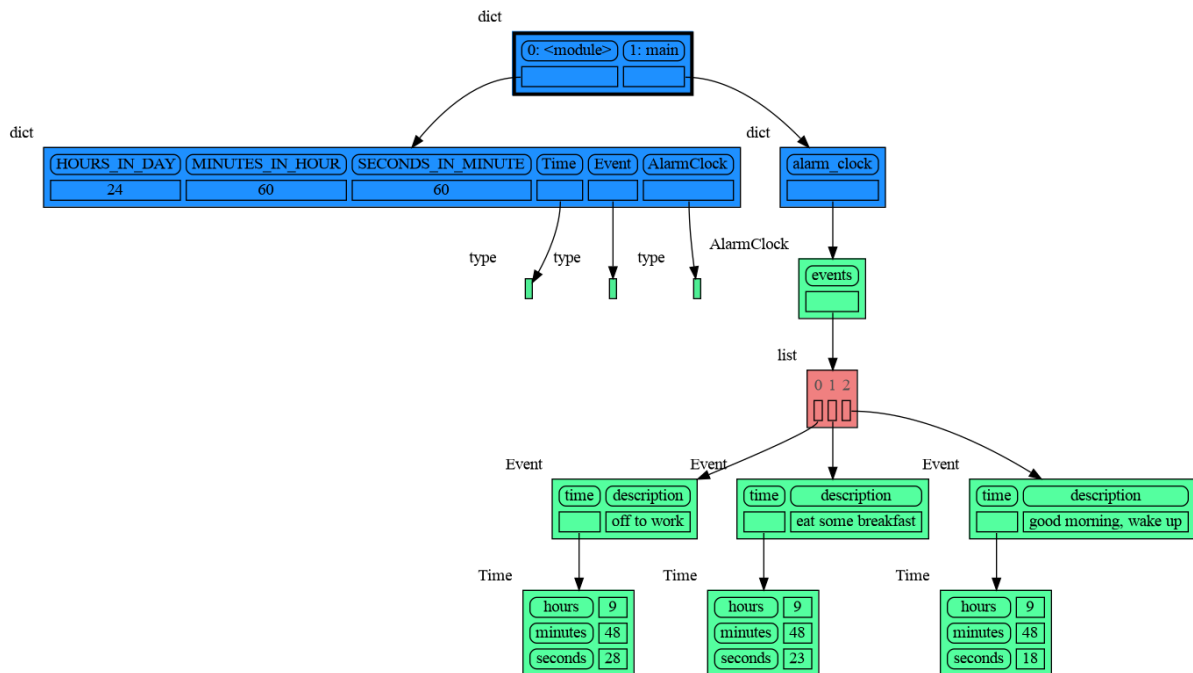 dict
0: <module> 1: main
dict dict
HOURS_IN_DAY MINUTES_IN_HOUR SECONDS_IN_MINUTE Time Event AlarmClock alarm_clock
24 60 60
type type type AlarmClock
events
list
0 1 2
Event Event Event
time description time description time description
off to work eat some breakfast good morning, wake up
Time Time Time
hours 9 hours 9 hours 9
minutes 48 minutes 48 minutes 48
seconds 28 seconds 23 seconds 18